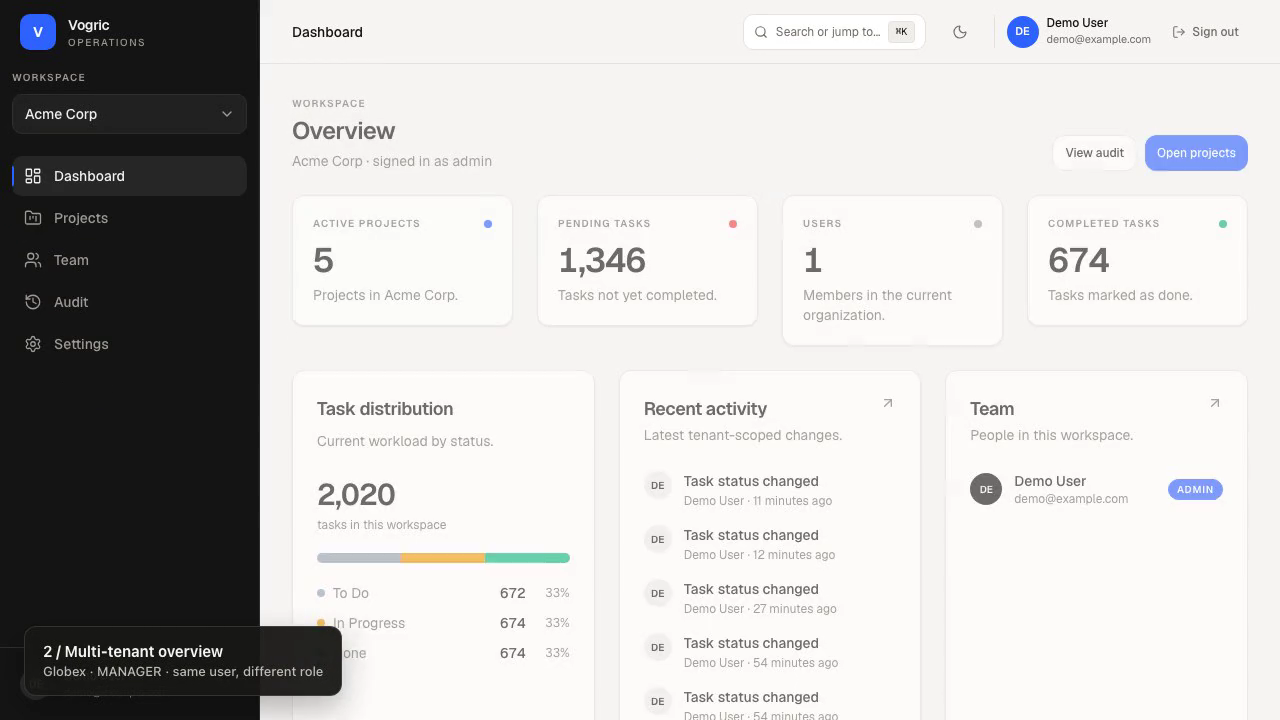 V
Vogric
OPERATIONS
WORKSPACE
Acme Corp
Dashboard
Projects
Team
Audit
Settings
Dashboard
Search or jump to...
⌘K
DE
Demo User
demo@example.com
Sign out
WORKSPACE
Overview
Acme Corp · signed in as admin
View audit
Open projects
ACTIVE PROJECTS
5
Projects in Acme Corp.
PENDING TASKS
1,346
Tasks not yet completed.
USERS
1
Members in the current
organization.
COMPLETED TASKS
674
Tasks marked as done.
Task distribution
Current workload by status.
2,020
tasks in this workspace
To Do 672 33%
In Progress 674 33%
674 33%
Recent activity
Latest tenant-scoped changes.
DE
Task status changed
Demo User · 11 minutes ago
DE
Task status changed
Demo User · 12 minutes ago
DE
Task status changed
Demo User · 27 minutes ago
DE
Task status changed
Demo User · 54 minutes ago
DE
Task status changed
Demo User · 54 minutes ago
Team
People in this workspace.
DE
Demo User
demo@example.com
ADMIN
2 / Multi-tenant overview
Globex · MANAGER · same user, different role